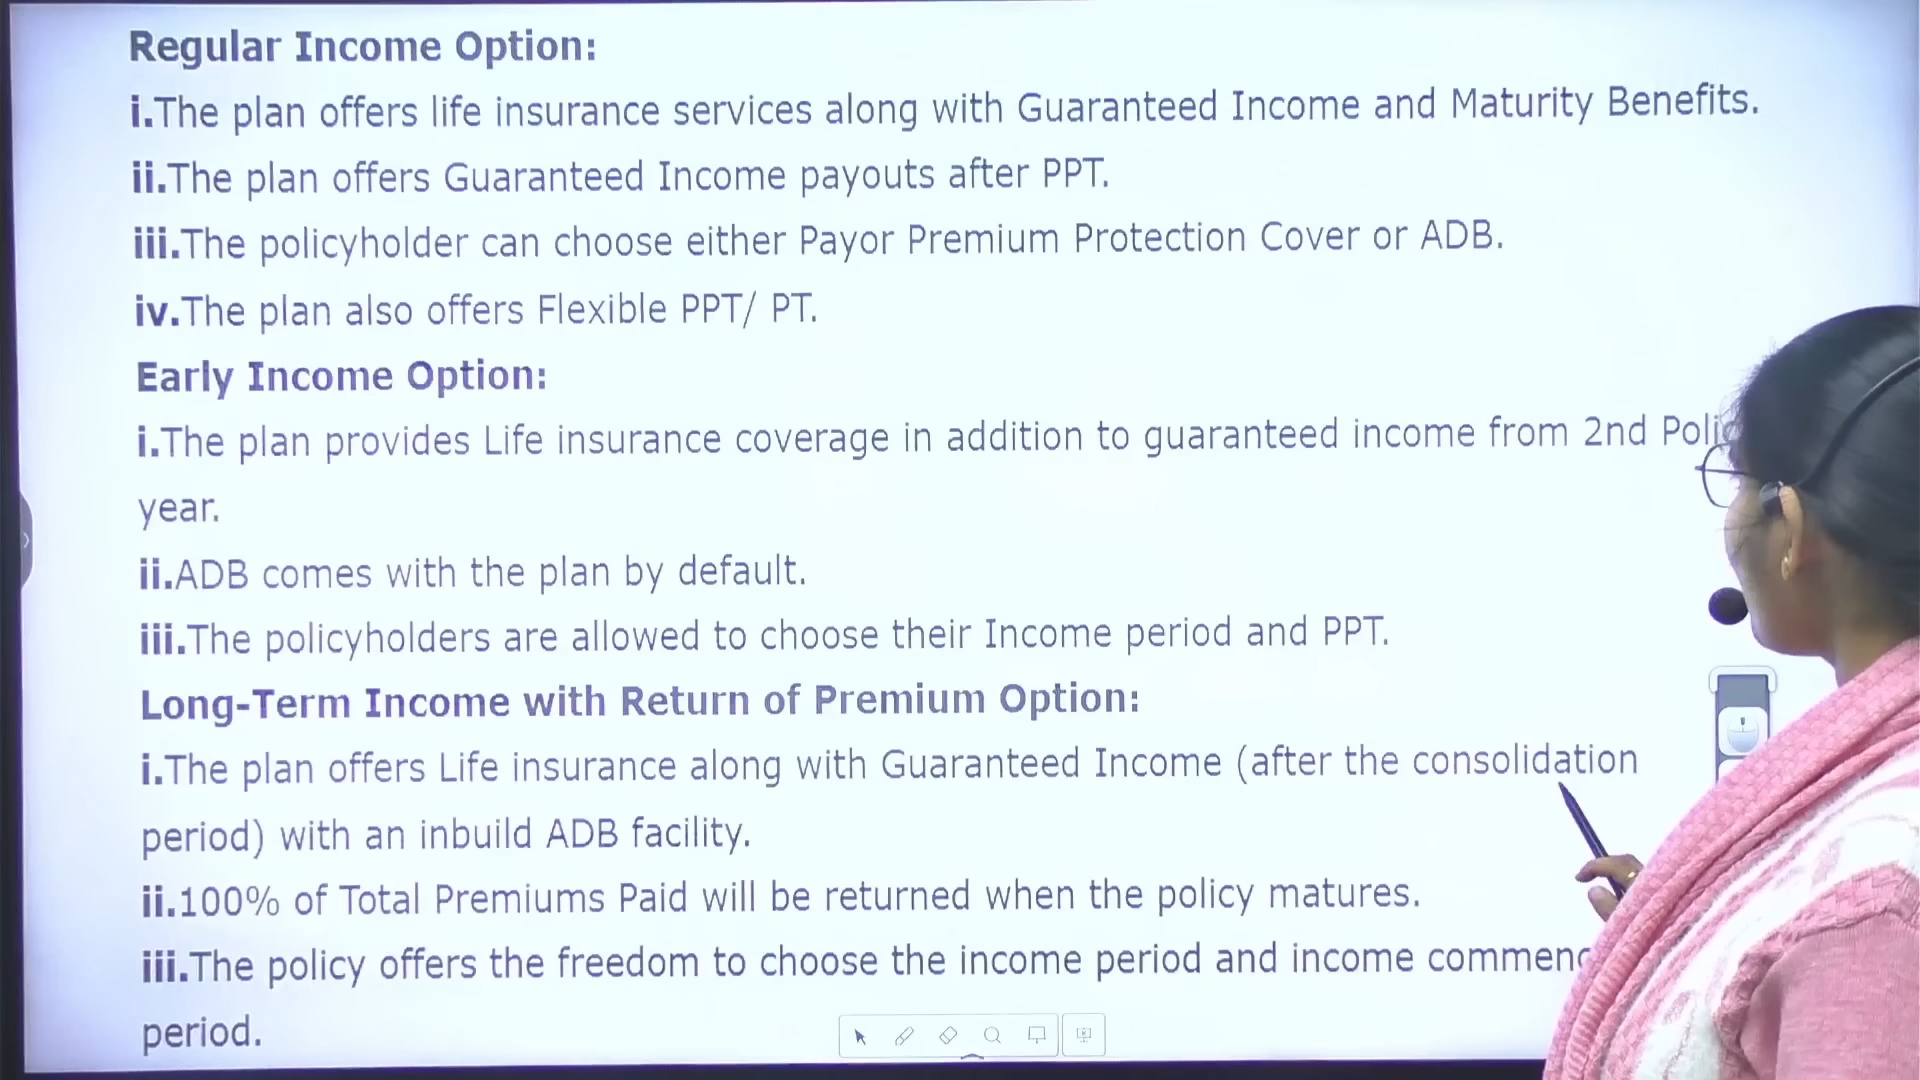 Regular Income Option:
i.The plan offers life insurance services along with Guaranteed Income and Maturity Benefits.
ii.The plan offers Guaranteed Income payouts after PPT.
iii.The policyholder can choose either Payor Premium Protection Cover or ADB.
iv.The plan also offers Flexible PPT/ PT.
Early Income Option:
i.The plan provides Life insurance coverage in addition to guaranteed income from 2nd
year.
ii.ADB comes with the plan by default.
iii.The policyholders are allowed to choose their Income period and PPT.
Long-Term Income with Return of Premium Option:
i.The plan offers Life insurance along with Guaranteed Income (after the consolidation
period) with an inbuild ADB facility.
ii.100% of Total Premiums Paid will be returned when the policy matures.
iii.The policy offers the freedom to choose the income period and income
period.